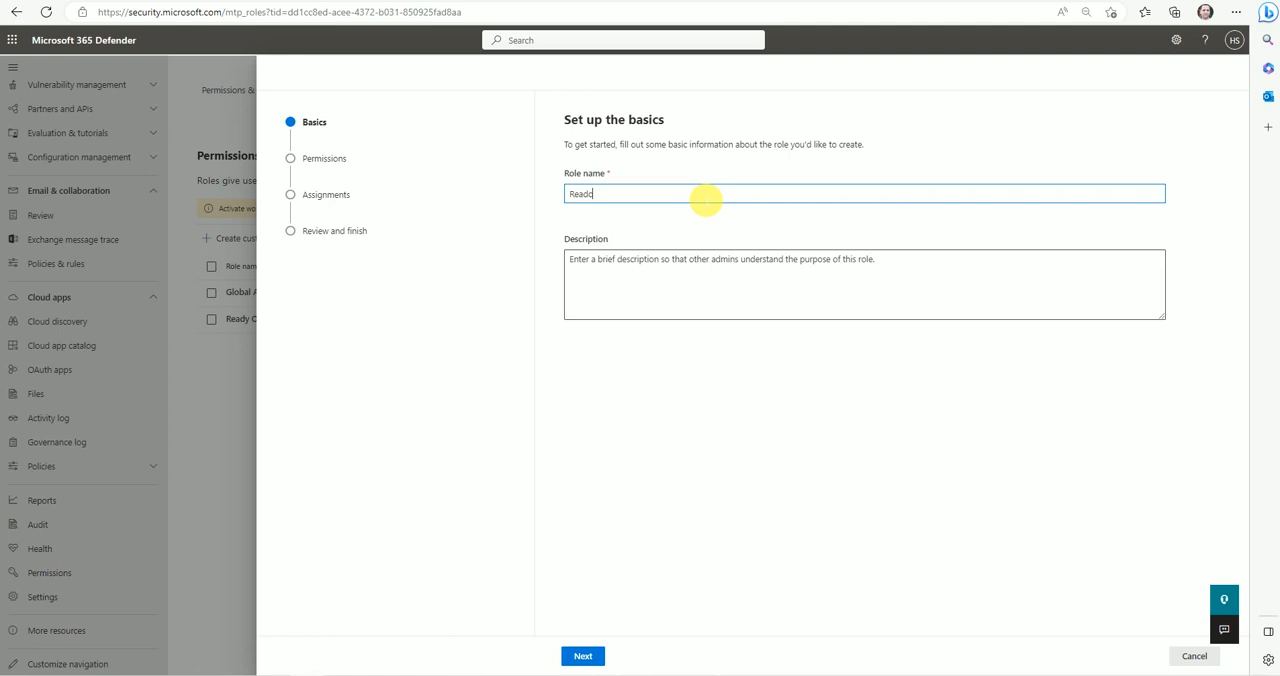 https://security.microsoft.com/mtp_roles?tid=dd1cc8ed-acee-4372-b031-850925fad8aa
Microsoft 365 Defender
Search
HS
Vulnerability management
Partners and APIs
Evaluation & tutorials
Configuration management
Email & collaboration
Review
Exchange message trace
Policies & rules
Cloud apps
Cloud discovery
Cloud app catalog
OAuth apps
Files
Activity log
Governance log
Policies
Reports
Audit
Health
Permissions
Settings
More resources
Customize navigation
Permissions &
Permissions
Roles give use
Activate wo
Create cust
Role nam
Global A
Ready O
Basics
Permissions
Assignments
Review and finish
Set up the basics
To get started, fill out some basic information about the role you'd like to create.
Role name *
Readc
Description
Enter a brief description so that other admins understand the purpose of this role.
Next
Cancel